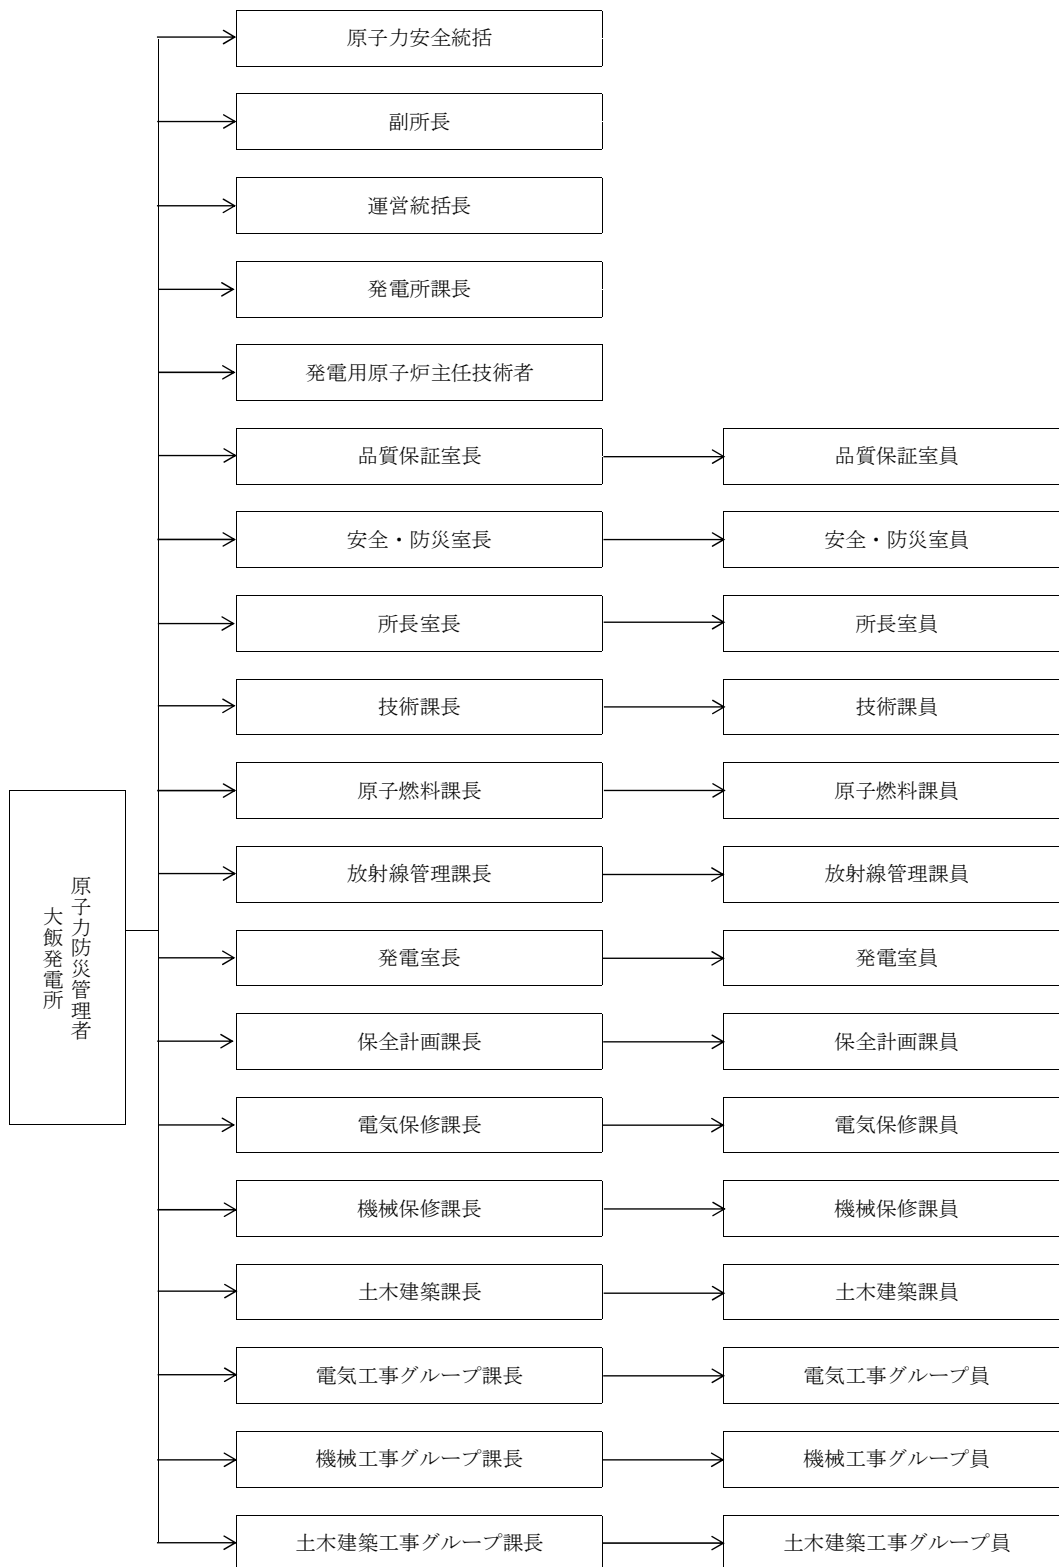 原子力安全統括
副所長
運営統括長
発電所課長
発電用原子炉主任技術者
品質保証室長
品質保証室員
安全・防災室長
安全・防災室員
所長室長
所長室員
技術課長
技術課員
原子燃料課長
原子燃料課員
放射線管理課長
放射線管理課員
原子力防災管理者
大飯発電所
発電室長
発電室員
保全計画課長
保全計画課員
電気保修課長
電気保修課員
機械保修課長
機械保修課員
土木建築課長
土木建築課員
電気工事グループ課長
電気工事グループ員
機械工事グループ課長
機械工事グループ員
土木建築工事グループ課長
土木建築工事グループ員